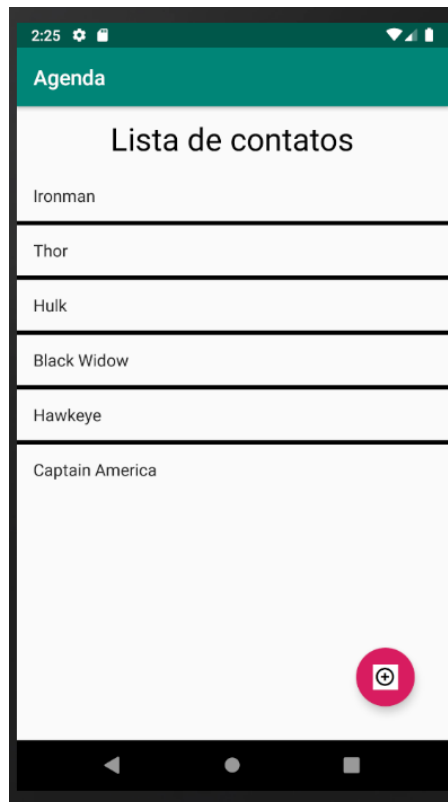 2:25
Agenda
Lista de contatos
Ironman
Thor
Hulk
Black Widow
Hawkeye
Captain America